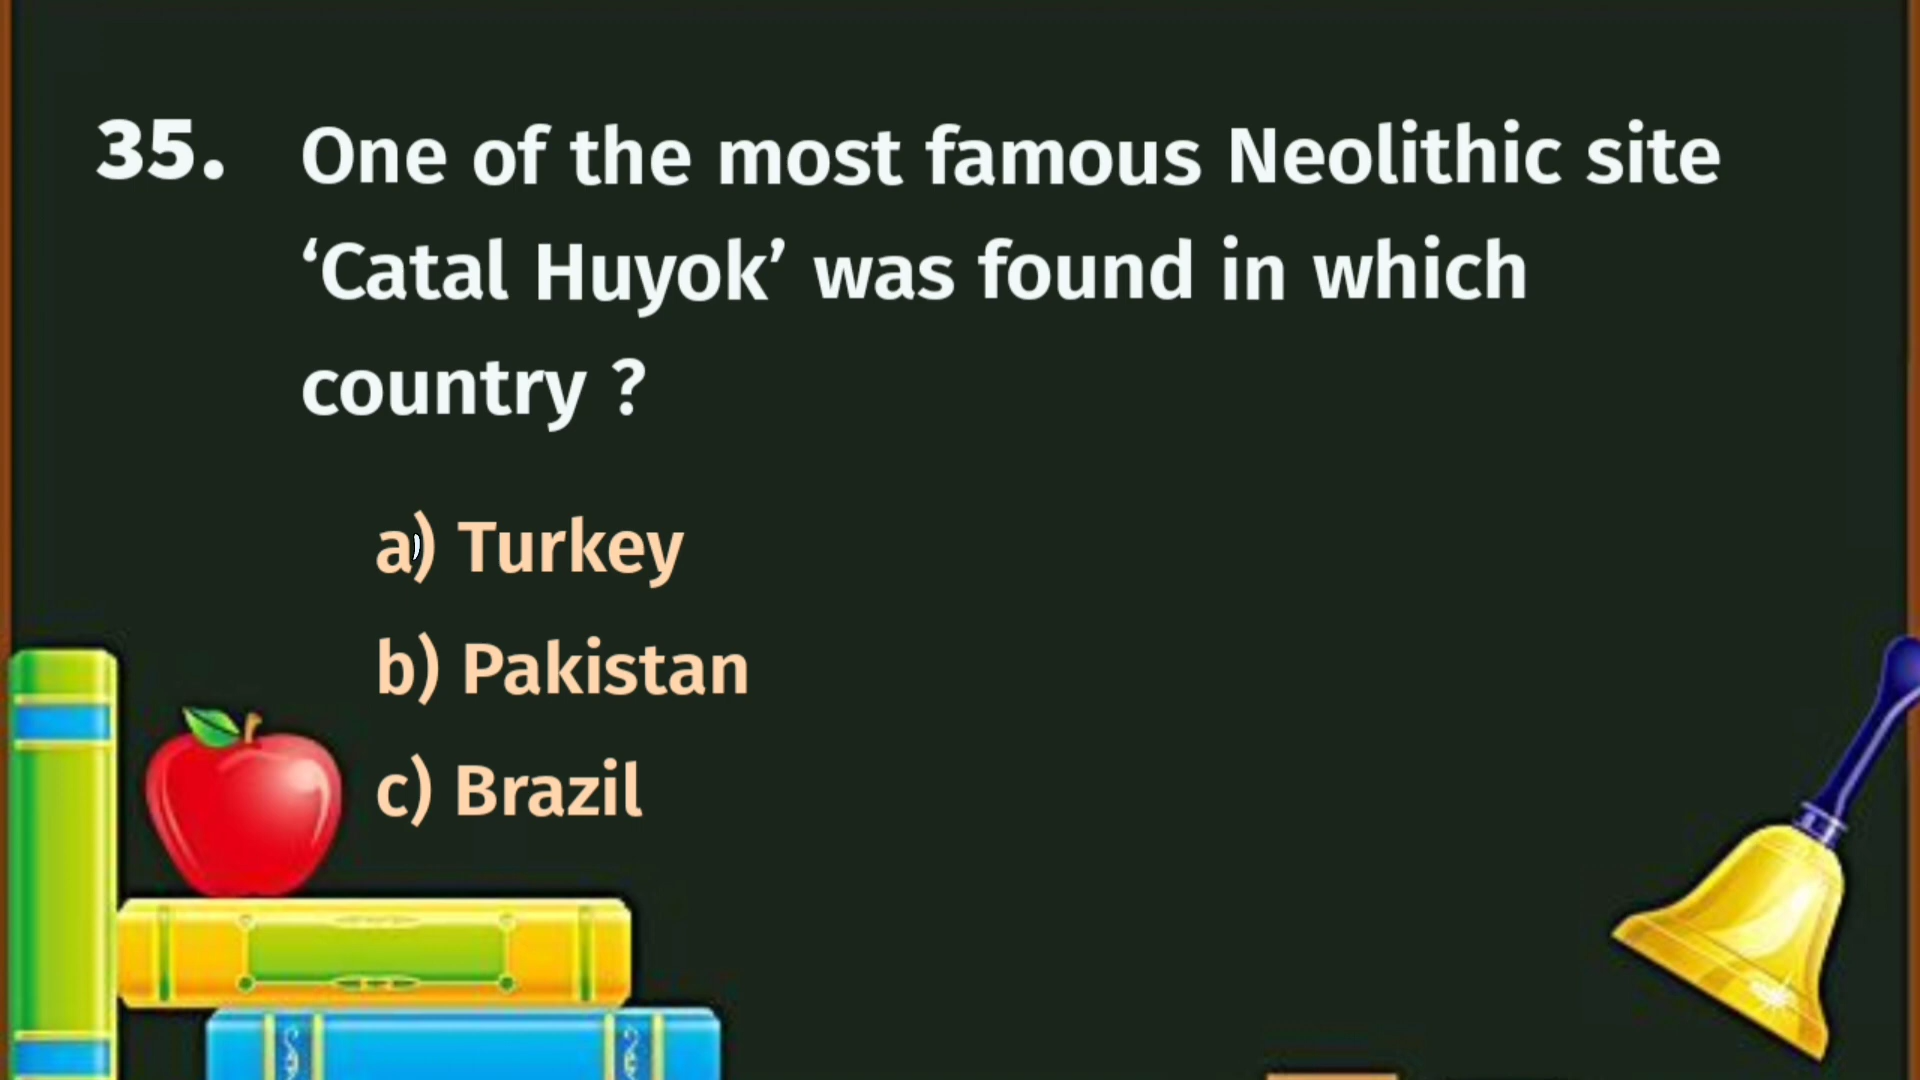 35. One of the most famous Neolithic site
‘Catal Huyok’ was found in which
country ?
a) Turkey
b) Pakistan
c) Brazil